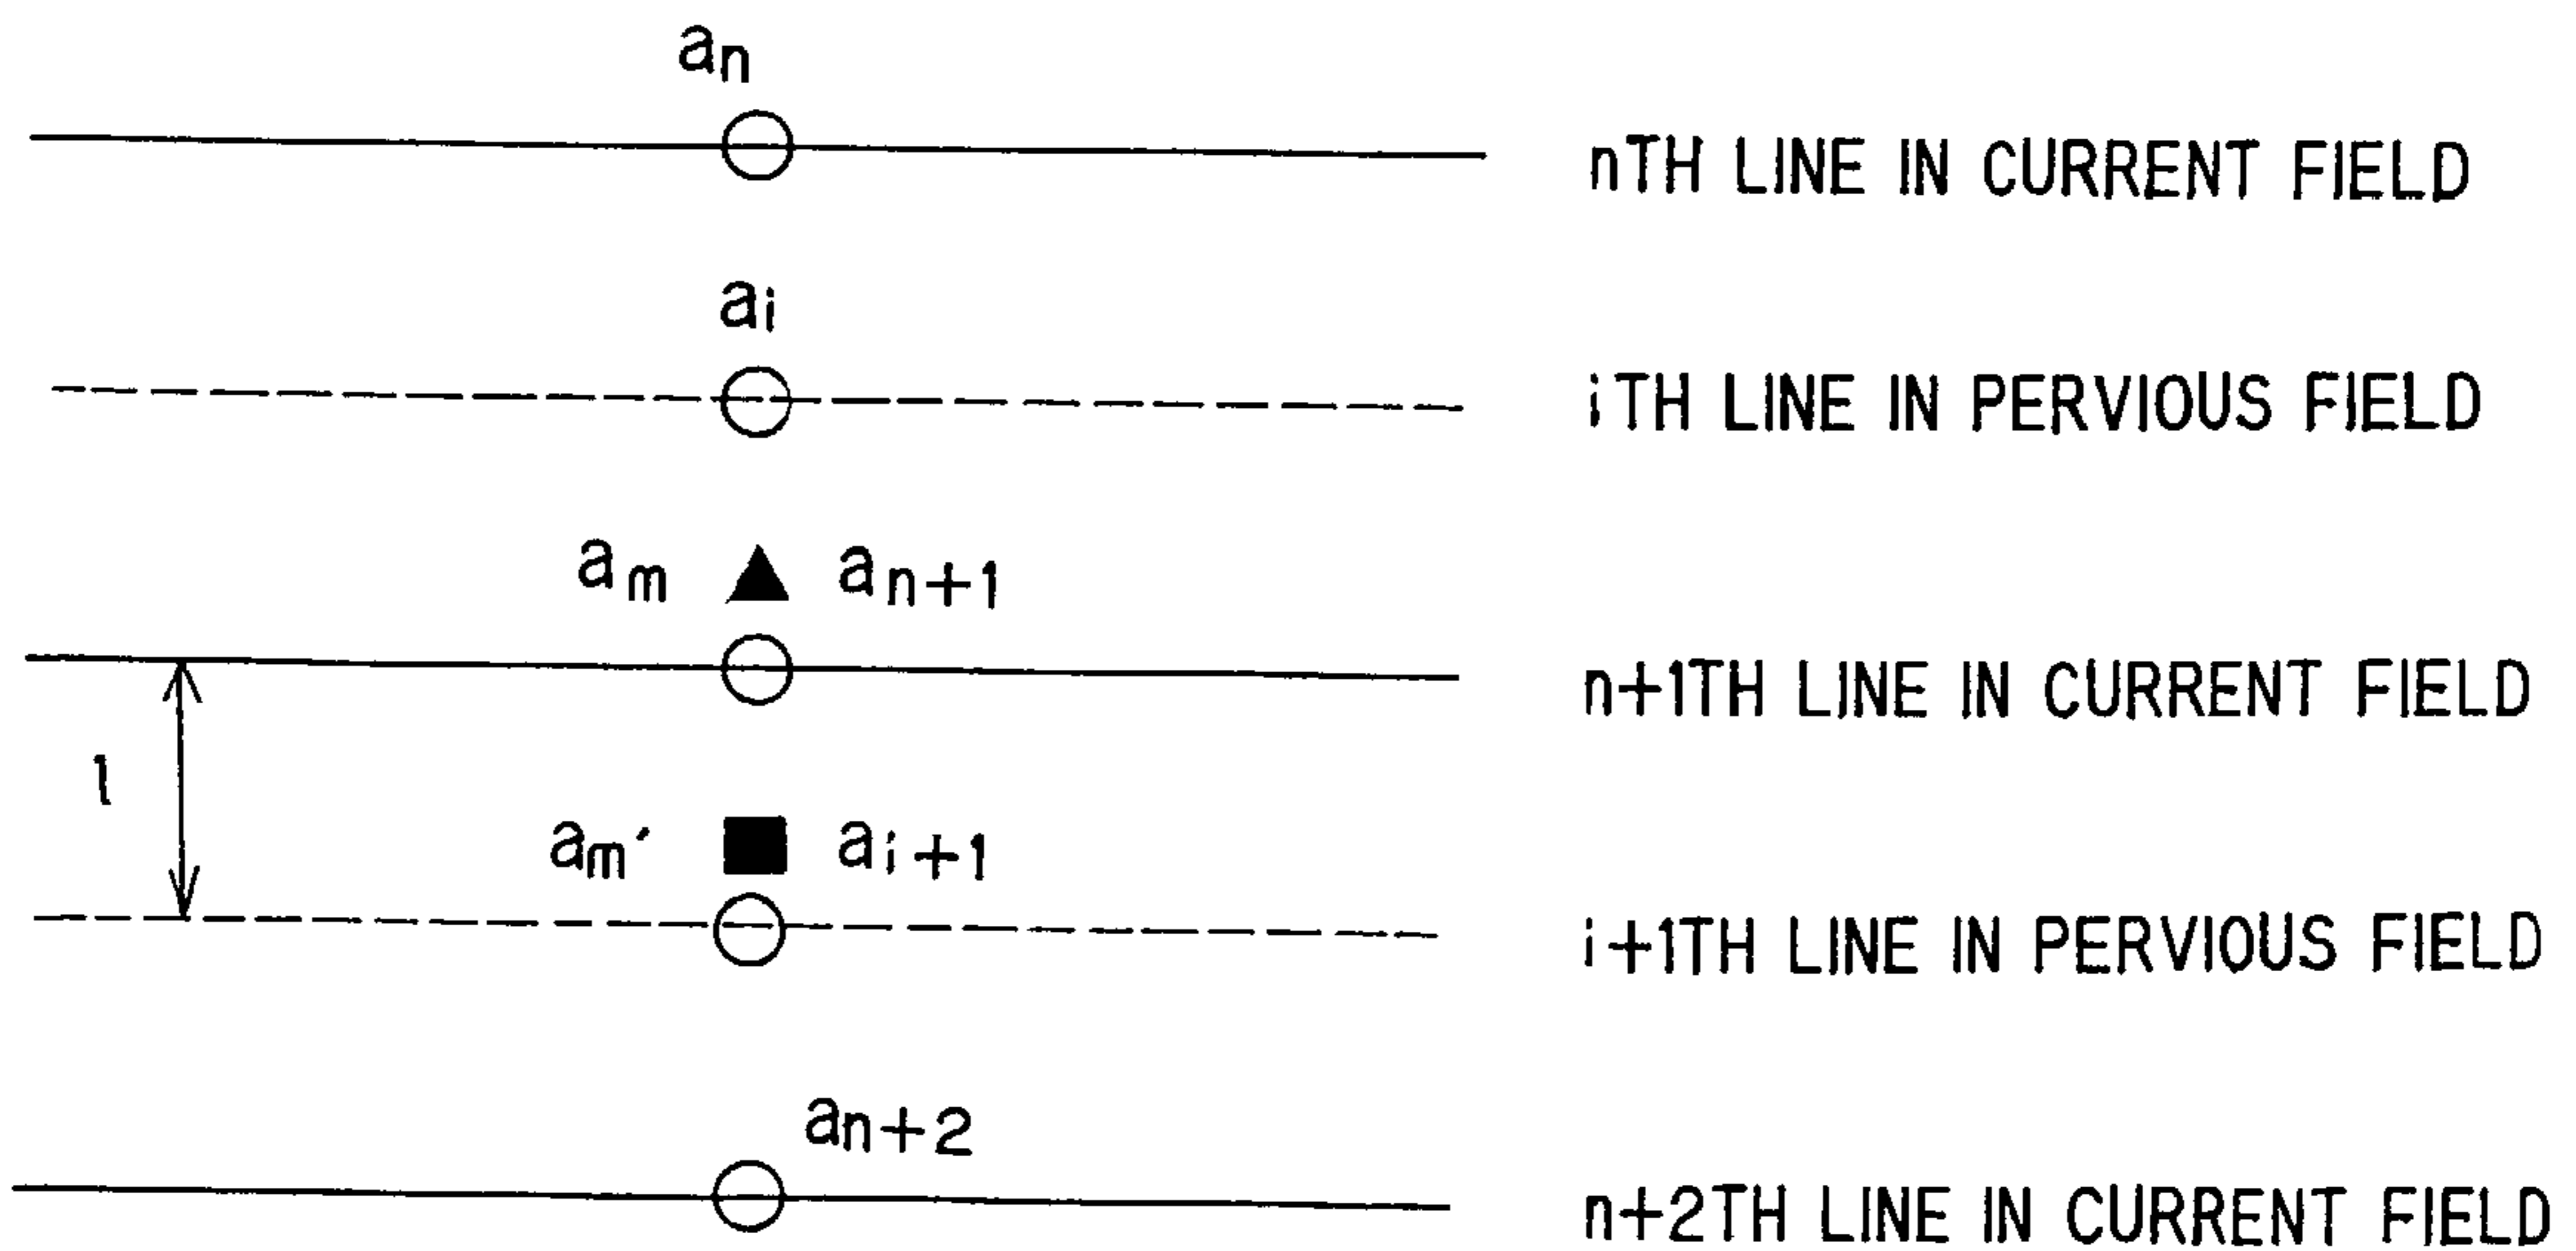 an
nTH LINE IN CURRENT FIELD
ai
iTH LINE IN PERVIOUS FIELD
am ▲ an+1
n+1TH LINE IN CURRENT FIELD
l
am' ■ ai+1
i+1TH LINE IN PERVIOUS FIELD
an+2
n+2TH LINE IN CURRENT FIELD